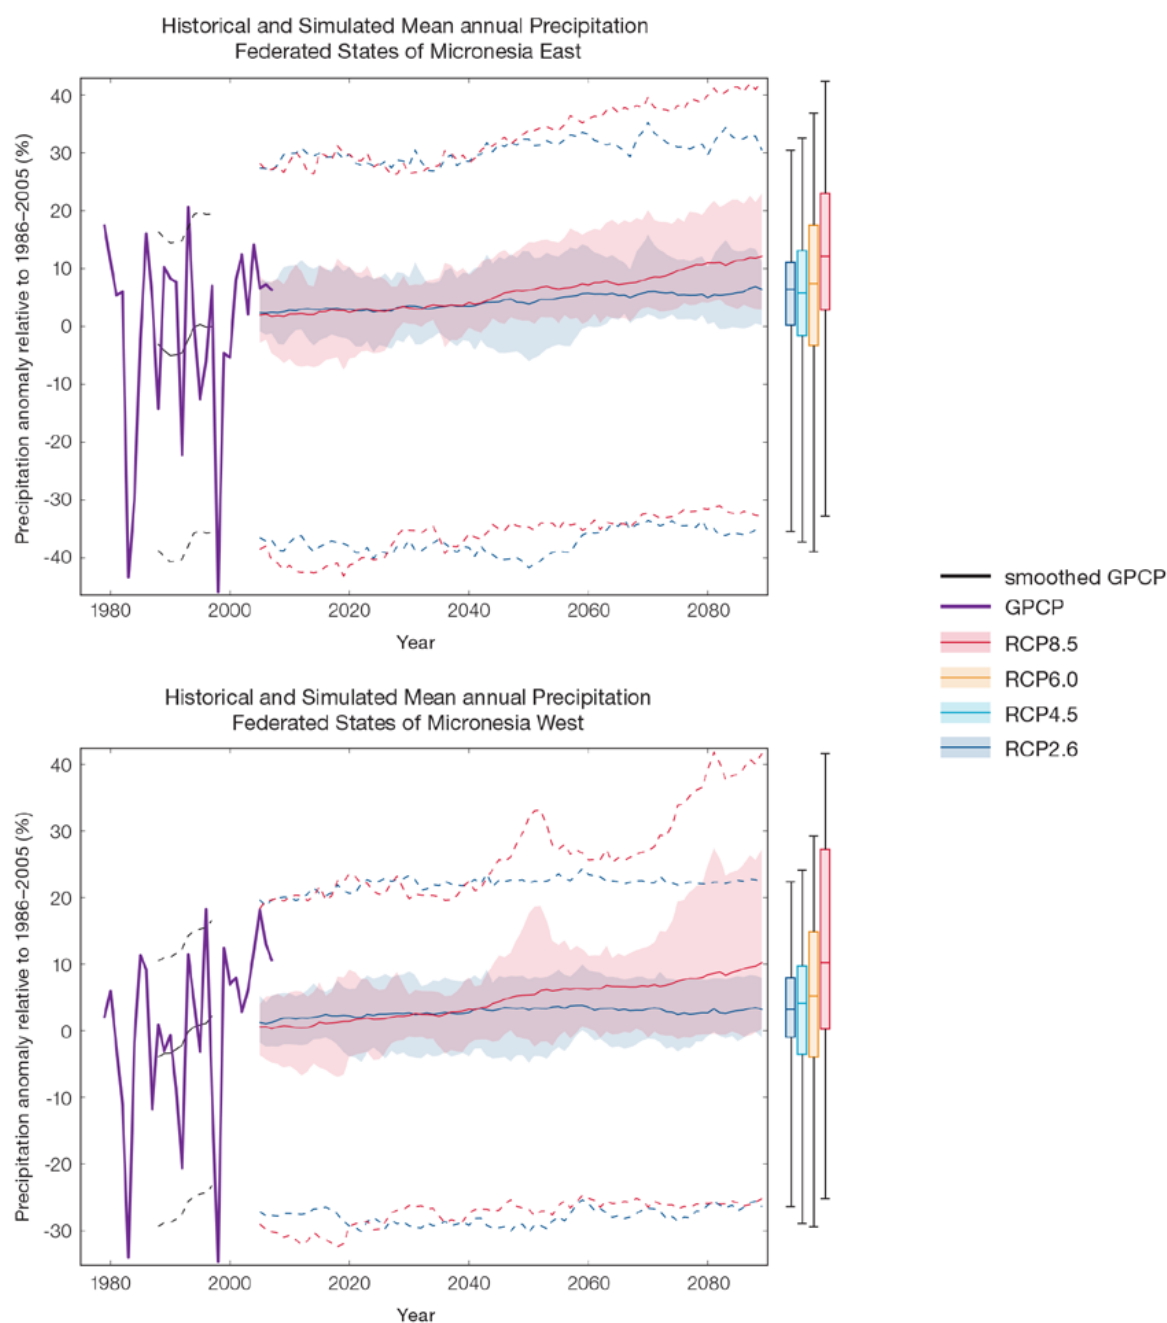 Historical and Simulated Mean annual Precipitation
Federated States of Micronesia East
Precipitation anomaly relative to 1986–2005 (%)
40
30
20
10
0
-10
-20
-30
-40
1980 2000 2020 2040 2060 2080
Year
smoothed GPCP
GPCP
RCP8.5
RCP6.0
RCP4.5
RCP2.6
Historical and Simulated Mean annual Precipitation
Federated States of Micronesia West
Precipitation anomaly relative to 1986–2005 (%)
40
30
20
10
0
-10
-20
-30
1980 2000 2020 2040 2060 2080
Year